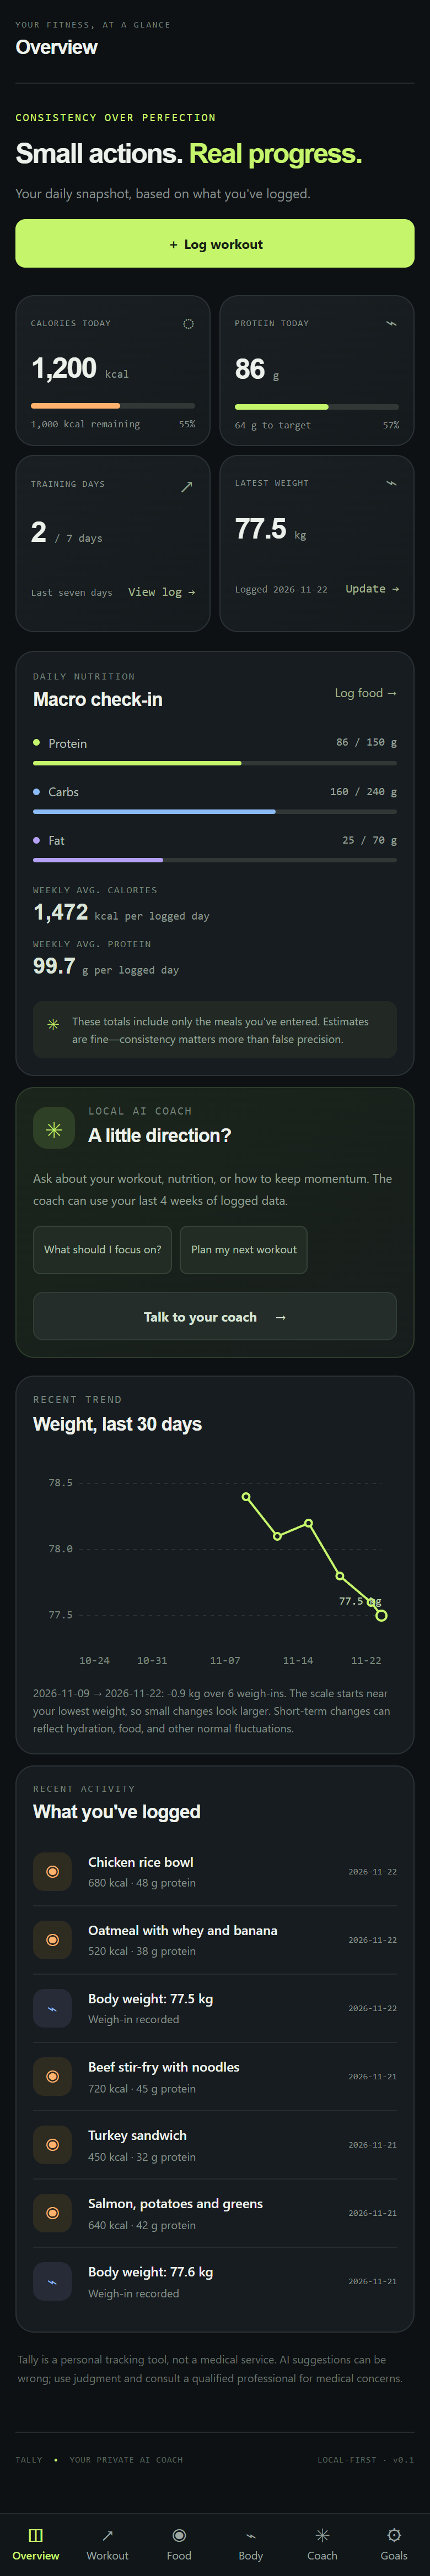 YOUR FITNESS, AT A GLANCE
Overview
CONSISTENCY OVER PERFECTION
Small actions. Real progress.
Your daily snapshot, based on what you've logged.
+ Log workout
CALORIES TODAY
1,200 kcal
1,000 kcal remaining 55%
PROTEIN TODAY
86 g
64 g to target 57%
TRAINING DAYS
2 / 7 days
Last seven days View log →
LATEST WEIGHT
77.5 kg
Logged 2026-11-22 Update →
DAILY NUTRITION
Macro check-in
Log food →
Protein 86 / 150 g
Carbs 160 / 240 g
Fat 25 / 70 g
WEEKLY AVG. CALORIES
1,472 kcal per logged day
WEEKLY AVG. PROTEIN
99.7 g per logged day
These totals include only the meals you've entered. Estimates
are fine—consistency matters more than false precision.
LOCAL AI COACH
A little direction?
Ask about your workout, nutrition, or how to keep momentum. The
coach can use your last 4 weeks of logged data.
What should I focus on? Plan my next workout
Talk to your coach →
RECENT TREND
Weight, last 30 days
78.5
78.0
77.5 kg
77.5
10-24 10-31 11-07 11-14 11-22
2026-11-09 → 2026-11-22: -0.9 kg over 6 weigh-ins. The scale starts near
your lowest weight, so small changes look larger. Short-term changes can
reflect hydration, food, and other normal fluctuations.
RECENT ACTIVITY
What you've logged
Chicken rice bowl
680 kcal · 48 g protein 2026-11-22
Oatmeal with whey and banana
520 kcal · 38 g protein 2026-11-22
Body weight: 77.5 kg
Weigh-in recorded 2026-11-22
Beef stir-fry with noodles
720 kcal · 45 g protein 2026-11-21
Turkey sandwich
450 kcal · 32 g protein 2026-11-21
Salmon, potatoes and greens
640 kcal · 42 g protein 2026-11-21
Body weight: 77.6 kg
Weigh-in recorded 2026-11-21
Tally is a personal tracking tool, not a medical service. AI suggestions can be
wrong; use judgment and consult a qualified professional for medical concerns.
TALLY • YOUR PRIVATE AI COACH LOCAL-FIRST · v0.1
Overview Workout Food Body Coach Goals